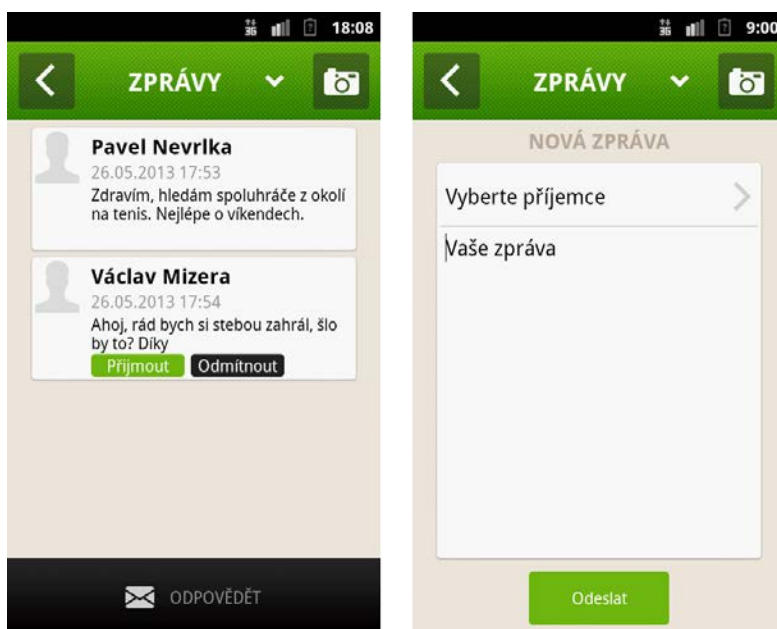 3G 18:08
ZPRÁVY
Pavel Nevrlka
26.05.2013 17:53
Zdravím, hledám spoluhráče z okolí
na tenis. Nejlépe o víkendech.
Václav Mizera
26.05.2013 17:54
Ahoj, rád bych si stebou zahrál, šlo
by to? Díky
Přijmout Odmítnout
ODPOVĚDĚT
3G 9:00
ZPRÁVY
NOVÁ ZPRÁVA
Vyberte příjemce
Vaše zpráva
Odeslat